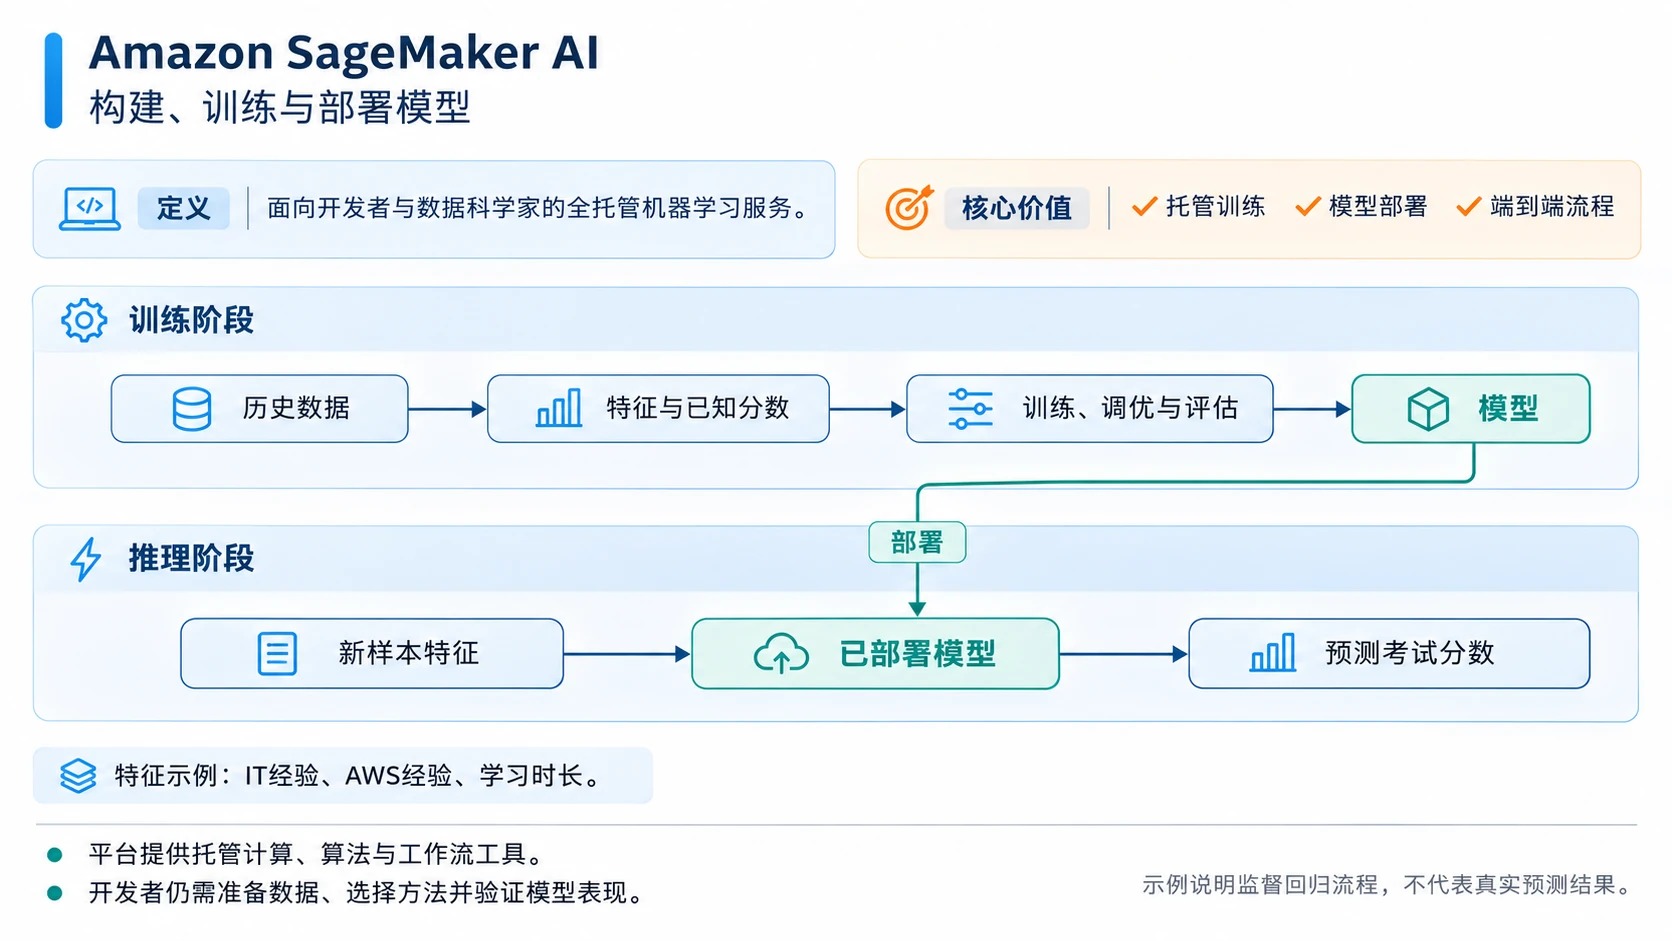 Amazon SageMaker AI
构建、训练与部署模型
定义
面向开发者与数据科学家的全托管机器学习服务。
核心价值
托管训练
模型部署
端到端流程
训练阶段
历史数据
特征与已知分数
训练、调优与评估
模型
部署
推理阶段
新样本特征
已部署模型
预测考试分数
特征示例：IT经验、AWS经验、学习时长。
平台提供托管计算、算法与工作流工具。
开发者仍需准备数据、选择方法并验证模型表现。
示例说明监督回归流程，不代表真实预测结果。